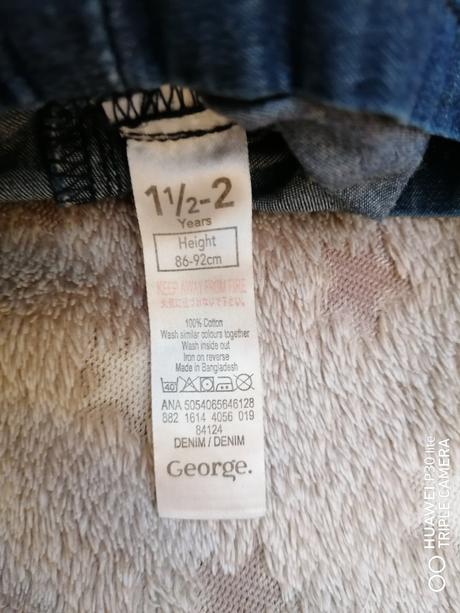 1½-2
Years
Height
86-92cm
KEEP AWAY FROM FIRE
100% Cotton
Wash similar colours together
Wash inside out
Iron on reverse
Made in Bangladesh
40
ANA 5054065646128
882 1614 4056 019
84124
DENIM / DENIM
George.
HUAWEI P30 lite
TRIPLE CAMERA